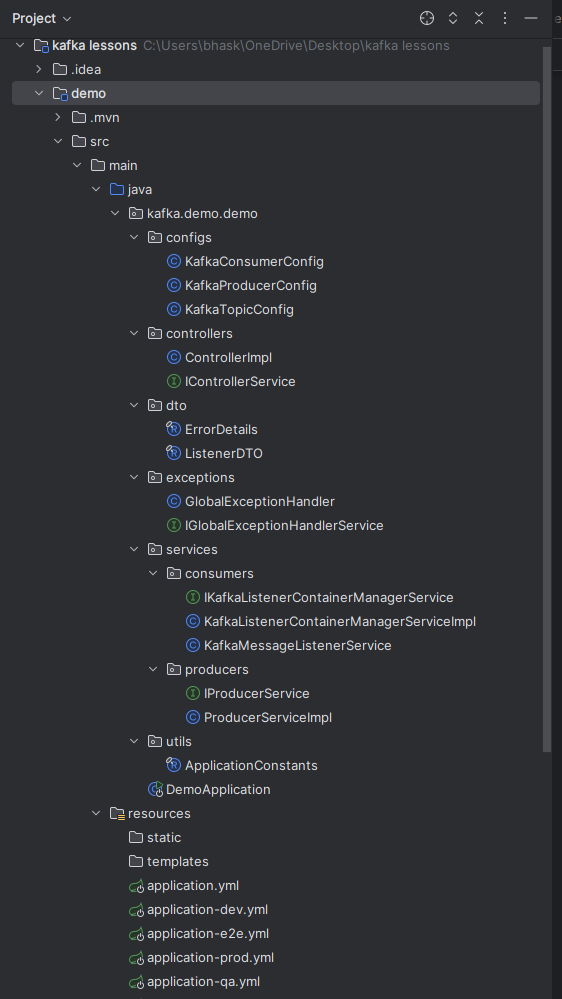 Project
kafka lessons C:\Users\bhask\OneDrive\Desktop\kafka lessons
.idea
demo
.mvn
src
main
java
kafka.demo.demo
configs
KafkaConsumerConfig
KafkaProducerConfig
KafkaTopicConfig
controllers
ControllerImpl
IControllerService
dto
ErrorDetails
ListenerDTO
exceptions
GlobalExceptionHandler
IGlobalExceptionHandlerService
services
consumers
IKafkaListenerContainerManagerService
KafkaListenerContainerManagerServiceImpl
KafkaMessageListenerService
producers
IProducerService
ProducerServiceImpl
utils
ApplicationConstants
DemoApplication
resources
static
templates
application.yml
application-dev.yml
application-e2e.yml
application-prod.yml
application-qa.yml